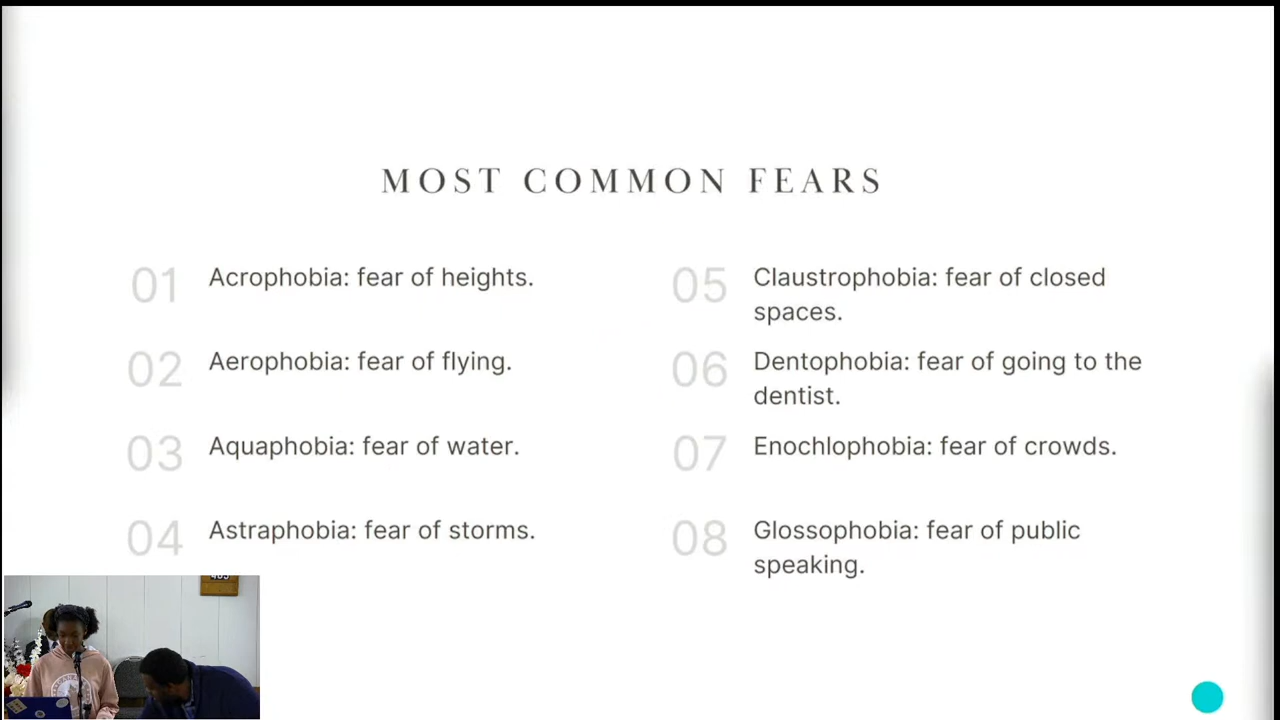 MOST COMMON FEARS
01 Acrophobia: fear of heights.
02 Aerophobia: fear of flying.
03 Aquaphobia: fear of water.
04 Astraphobia: fear of storms.
05 Claustrophobia: fear of closed
spaces.
06 Dentophobia: fear of going to the
dentist.
07 Enochlophobia: fear of crowds.
08 Glossophobia: fear of public
speaking.